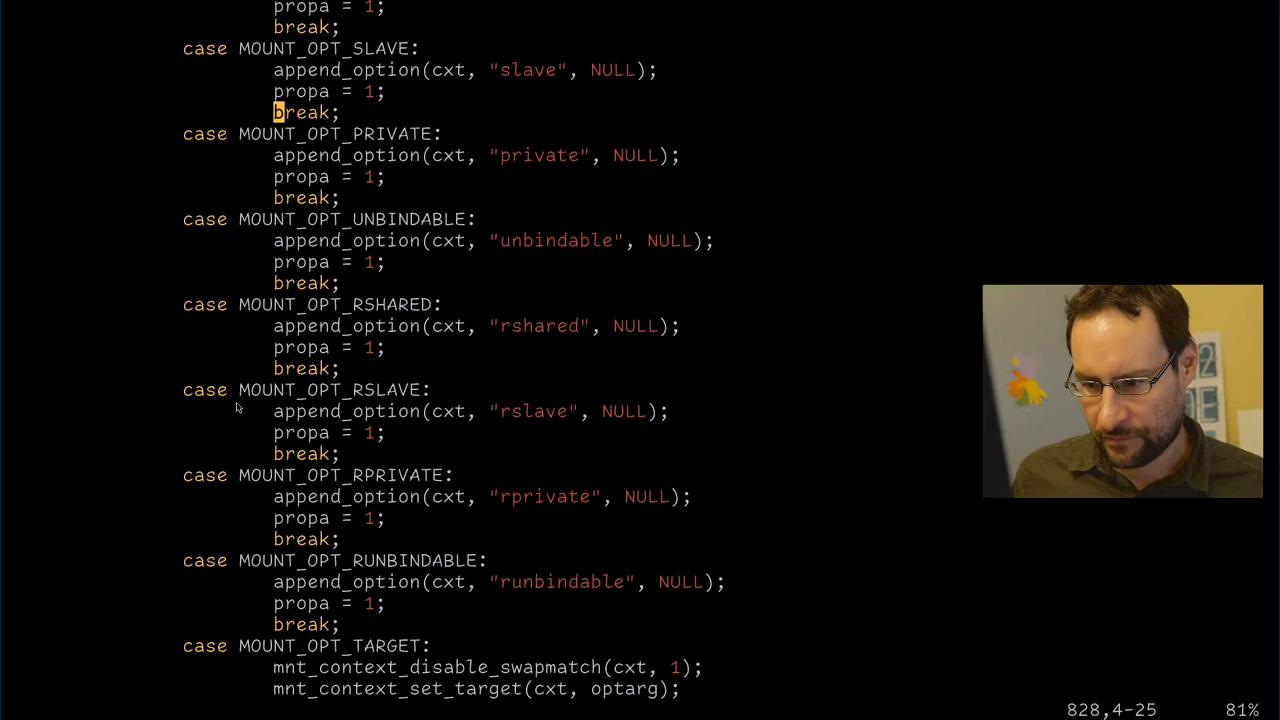 propa = 1;
break;
case MOUNT_OPT_SLAVE:
append_option(cxt, "slave", NULL);
propa = 1;
break;
case MOUNT_OPT_PRIVATE:
append_option(cxt, "private", NULL);
propa = 1;
break;
case MOUNT_OPT_UNBINDABLE:
append_option(cxt, "unbindable", NULL);
propa = 1;
break;
case MOUNT_OPT_RSHARED:
append_option(cxt, "rshared", NULL);
propa = 1;
break;
case MOUNT_OPT_RSLAVE:
append_option(cxt, "rslave", NULL);
propa = 1;
break;
case MOUNT_OPT_RPRIVATE:
append_option(cxt, "rprivate", NULL);
propa = 1;
break;
case MOUNT_OPT_RUNBINDABLE:
append_option(cxt, "runbindable", NULL);
propa = 1;
break;
case MOUNT_OPT_TARGET:
mnt_context_disable_swapmatch(cxt, 1);
mnt_context_set_target(cxt, optarg);
828,4-25 81%